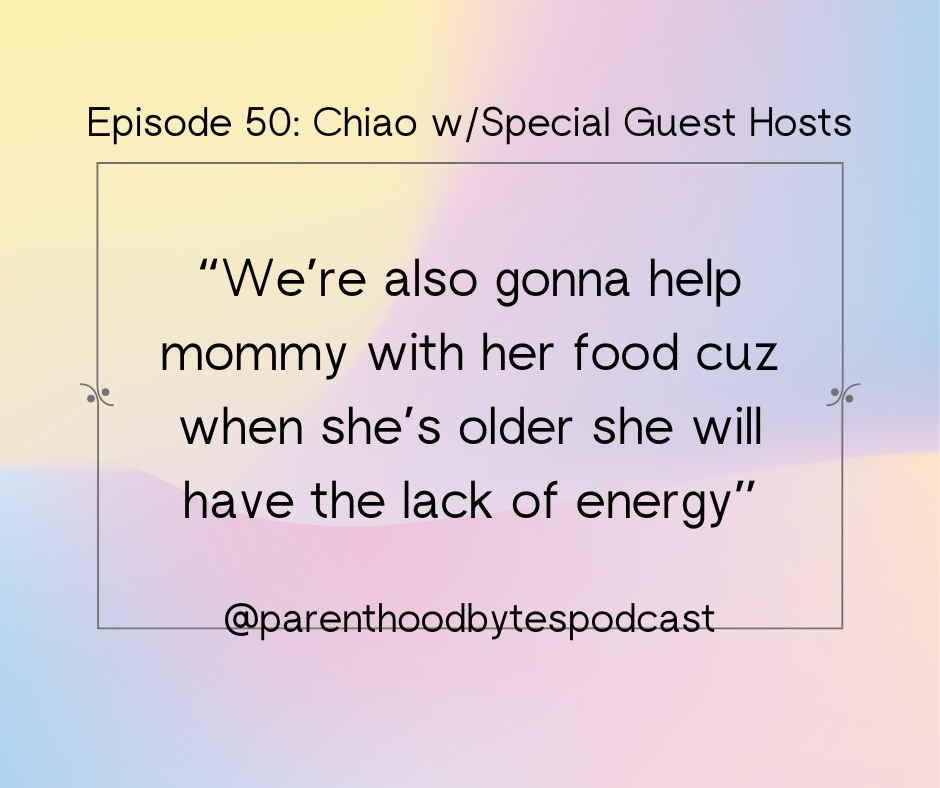 Episode 50: Chiao w/Special Guest Hosts
“We’re also gonna help
mommy with her food cuz
when she’s older she will
have the lack of energy”
@parenthoodbytespodcast